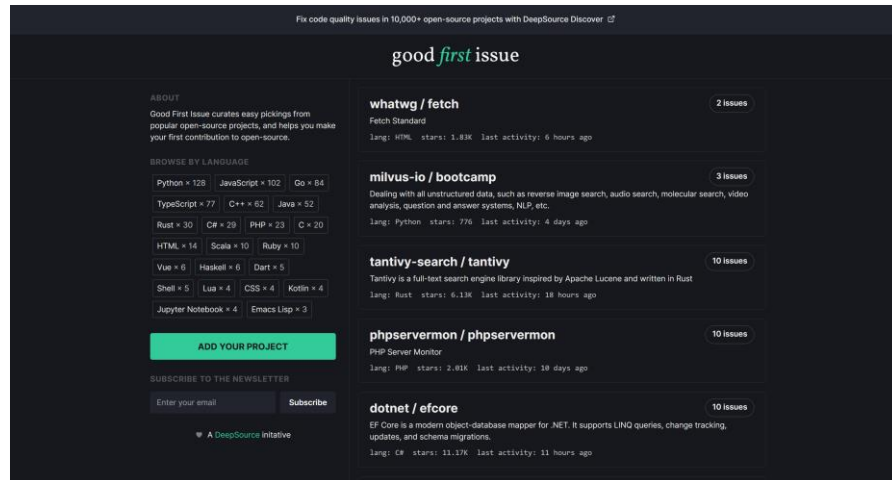 Fix code quality issues in 10,000+ open-source projects with DeepSource Discover
good first issue
ABOUT
Good First Issue curates easy pickings from
popular open-source projects, and helps you make
your first contribution to open-source.
BROWSE BY LANGUAGE
Python × 128 JavaScript × 102 Go × 84
TypeScript × 77 C++ × 62 Java × 52
Rust × 30 C# × 29 PHP × 23 C × 20
HTML × 14 Scala × 10 Ruby × 10
Vue × 6 Haskell × 6 Dart × 5
Shell × 5 Lua × 4 CSS × 4 Kotlin × 4
Jupyter Notebook × 4 Emacs Lisp × 3
ADD YOUR PROJECT
SUBSCRIBE TO THE NEWSLETTER
Enter your email Subscribe
A DeepSource initative
whatwg / fetch 2 issues
Fetch Standard
lang: HTML stars: 1.83K last activity: 6 hours ago
milvus-io / bootcamp 3 issues
Dealing with all unstructured data, such as reverse image search, audio search, molecular search, video
analysis, question and answer systems, NLP, etc.
lang: Python stars: 776 last activity: 4 days ago
tantivy-search / tantivy 10 issues
Tantivy is a full-text search engine library inspired by Apache Lucene and written in Rust
lang: Rust stars: 6.13K last activity: 18 hours ago
phpservermon / phpservermon 10 issues
PHP Server Monitor
lang: PHP stars: 2.01K last activity: 10 days ago
dotnet / efcore 10 issues
EF Core is a modern object-database mapper for .NET. It supports LINQ queries, change tracking,
updates, and schema migrations.
lang: C# stars: 11.17K last activity: 11 hours ago